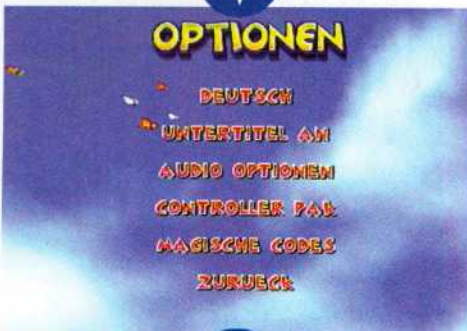 OPTIONEN
DEUTSCH
UNTERTITEL AN
AUDIO OPTIONEN
CONTROLLER PAK
MAGISCHE CODES
ZURUECK